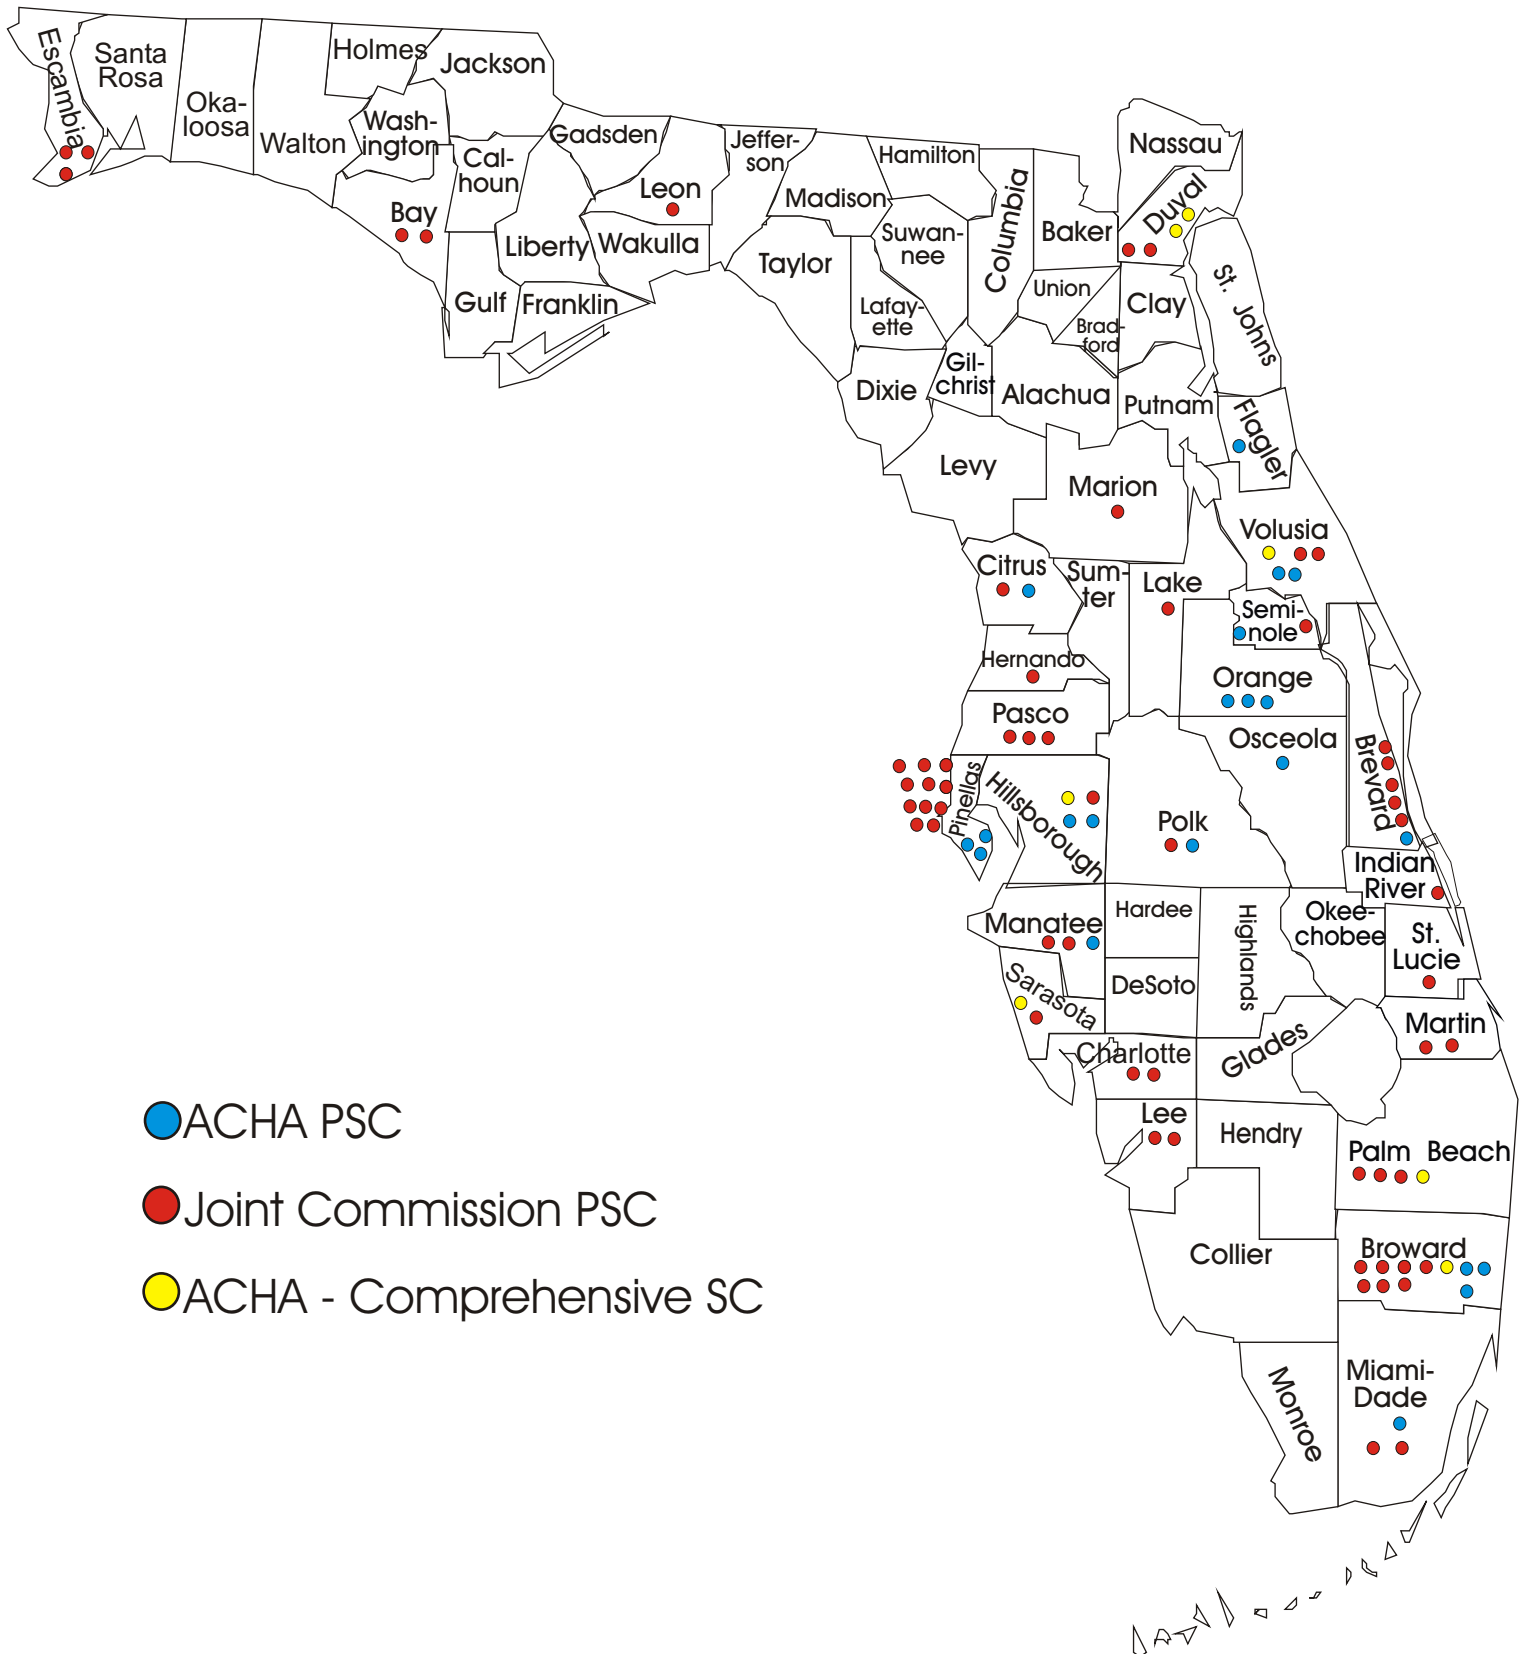 Escambia
Santa
Rosa
Oka-
loosa
Walton
Holmes
Jackson
Wash-
ington
Bay
Cal-
houn
Gulf
Gadsden
Liberty
Franklin
Leon
Wakulla
Jeffer-
son
Madison
Taylor
Hamilton
Suwan-
nee
Lafay-
ette
Dixie
Columbia
Gil-
christ
Baker
Union
Brad-
ford
Alachua
Levy
Nassau
Duval
Clay
St. Johns
Putnam
Flagler
Marion
Volusia
Citrus
Sum-
ter
Lake
Semi-
nole
Hernando
Orange
Pasco
Osceola
Brevard
Pinellas
Hillsborough
Polk
Indian
River
Manatee
Hardee
Highlands
Okee-
chobee
St.
Lucie
Sarasota
DeSoto
Martin
Charlotte
Glades
Lee
Hendry
Palm Beach
Collier
Broward
Monroe
Miami-
Dade
ACHA PSC
Joint Commission PSC
ACHA - Comprehensive SC